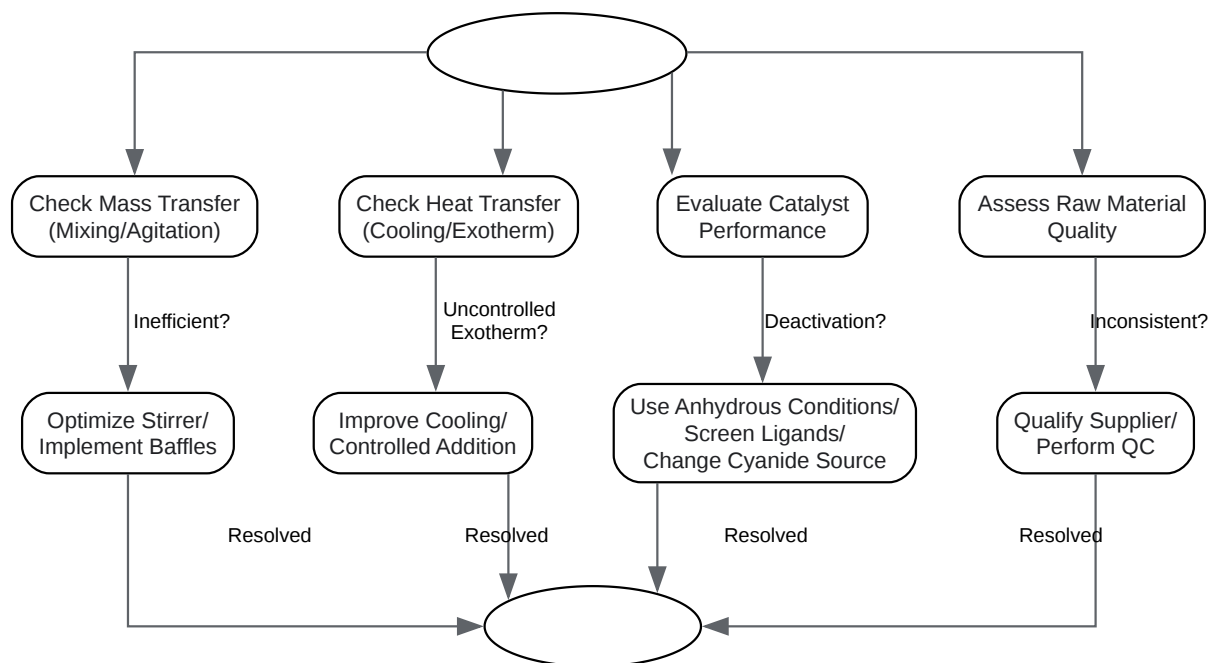 Check Mass Transfer
(Mixing/Agitation)
Check Heat Transfer
(Cooling/Exotherm)
Evaluate Catalyst
Performance
Assess Raw Material
Quality
Inefficient?
Uncontrolled
Exotherm?
Deactivation?
Inconsistent?
Optimize Stirrer/
Implement Baffles
Improve Cooling/
Controlled Addition
Use Anhydrous Conditions/
Screen Ligands/
Change Cyanide Source
Qualify Supplier/
Perform QC
Resolved
Resolved
Resolved
Resolved